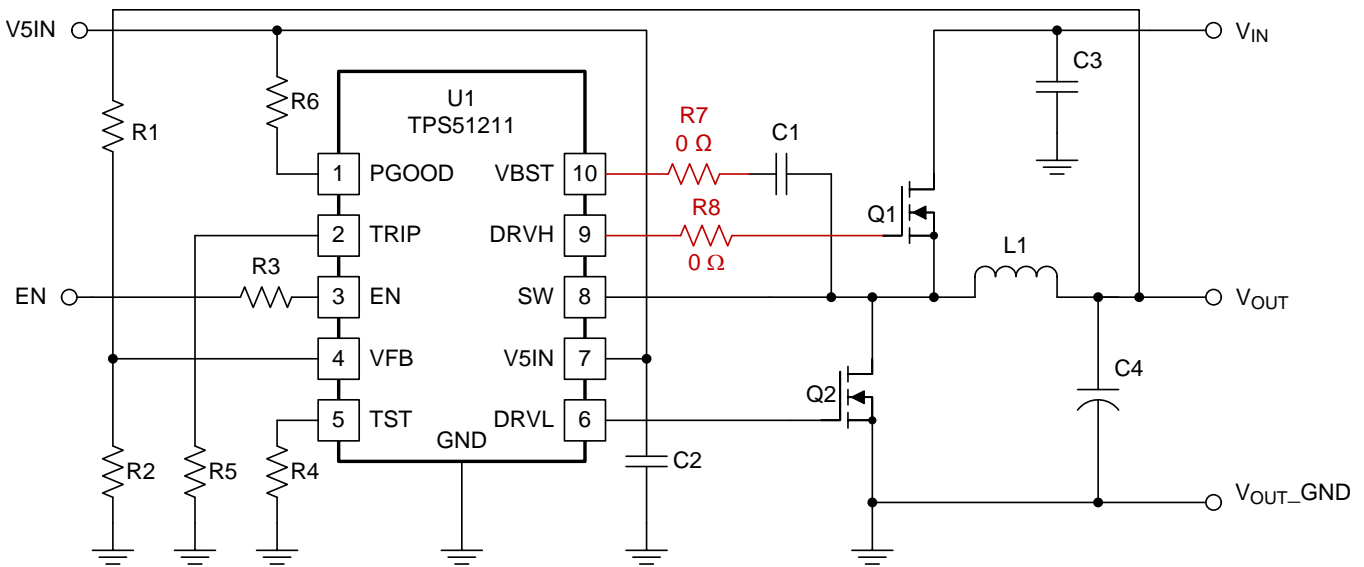 V5IN
VIN
C3
R6
U1
TPS51211
R1
R7
0 Ω
C1
1
PGOOD
VBST
10
R8
Q1
2
TRIP
DRVH
9
0 Ω
L1
R3
EN
3
EN
SW
8
VOUT
4
VFB
V5IN
7
C4
Q2
5
TST
DRVL
6
GND
R2
R5
R4
C2
VOUT_GND